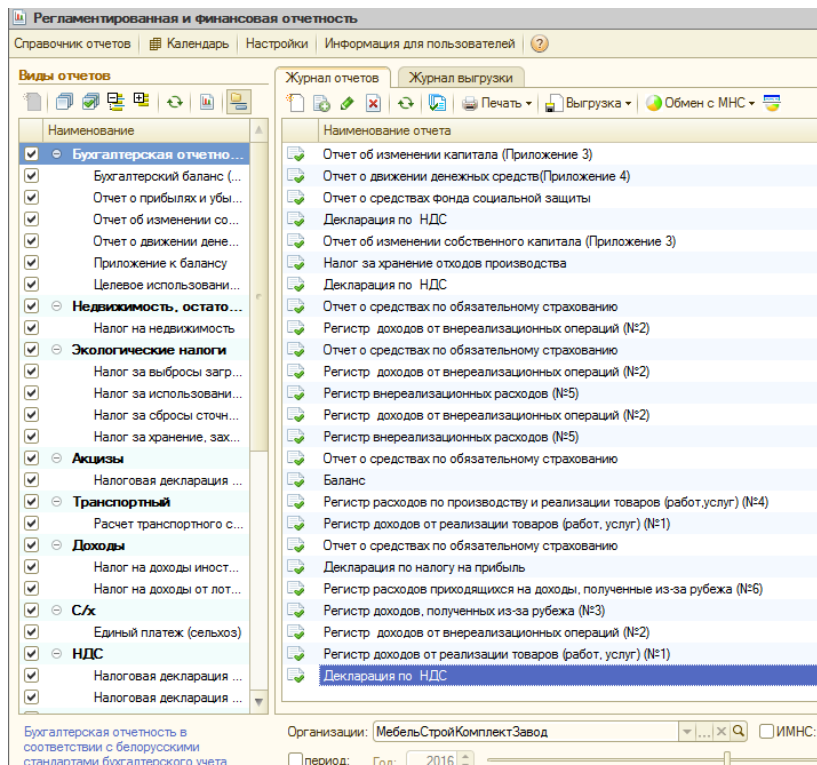 Регламентированная и финансовая отчетность
Справочник отчетов Календарь Настройки Информация для пользователей ?
Виды отчетов
Наименование
Бухгалтерская отчетно...
Бухгалтерский баланс (...
Отчет о прибылях и убы...
Отчет об изменении со...
Отчет о движении дене...
Приложение к балансу
Целевое использовани...
Недвижимость, остато...
Налог на недвижимость
Экологические налоги
Налог за выбросы загр...
Налог за использовани...
Налог за сбросы сточн...
Налог за хранение, зах...
Акцизы
Налоговая декларация ...
Транспортный
Расчет транспортного с...
Доходы
Налог на доходы иност...
Налог на доходы от лот...
С/х
Единый платеж (сельхоз)
НДС
Налоговая декларация ...
Налоговая декларация ...
Бухгалтерская отчетность в
соответствии с белорусскими
стандартами бухгалтерского учета
Журнал отчетов Журнал выгрузки
Печать Выгрузка Обмен с МНС
Наименование отчета
Отчет об изменении капитала (Приложение 3)
Отчет о движении денежных средств(Приложение 4)
Отчет о средствах фонда социальной защиты
Декларация по НДС
Отчет об изменении собственного капитала (Приложение 3)
Налог за хранение отходов производства
Декларация по НДС
Отчет о средствах по обязательному страхованию
Регистр доходов от внереализационных операций (№2)
Отчет о средствах по обязательному страхованию
Регистр доходов от внереализационных операций (№2)
Регистр внереализационных расходов (№5)
Регистр доходов от внереализационных операций (№2)
Регистр внереализационных расходов (№5)
Отчет о средствах по обязательному страхованию
Баланс
Регистр расходов по производству и реализации товаров (работ,услуг) (№4)
Регистр доходов от реализации товаров (работ, услуг) (№1)
Отчет о средствах по обязательному страхованию
Декларация по налогу на прибыль
Регистр расходов приходящихся на доходы, полученные из-за рубежа (№6)
Регистр доходов, полученных из-за рубежа (№3)
Регистр доходов от внереализационных операций (№2)
Регистр доходов от реализации товаров (работ, услуг) (№1)
Декларация по НДС
Организации: МебельСтройКомплектЗавод ... ИМНС:
период: Год: 2016